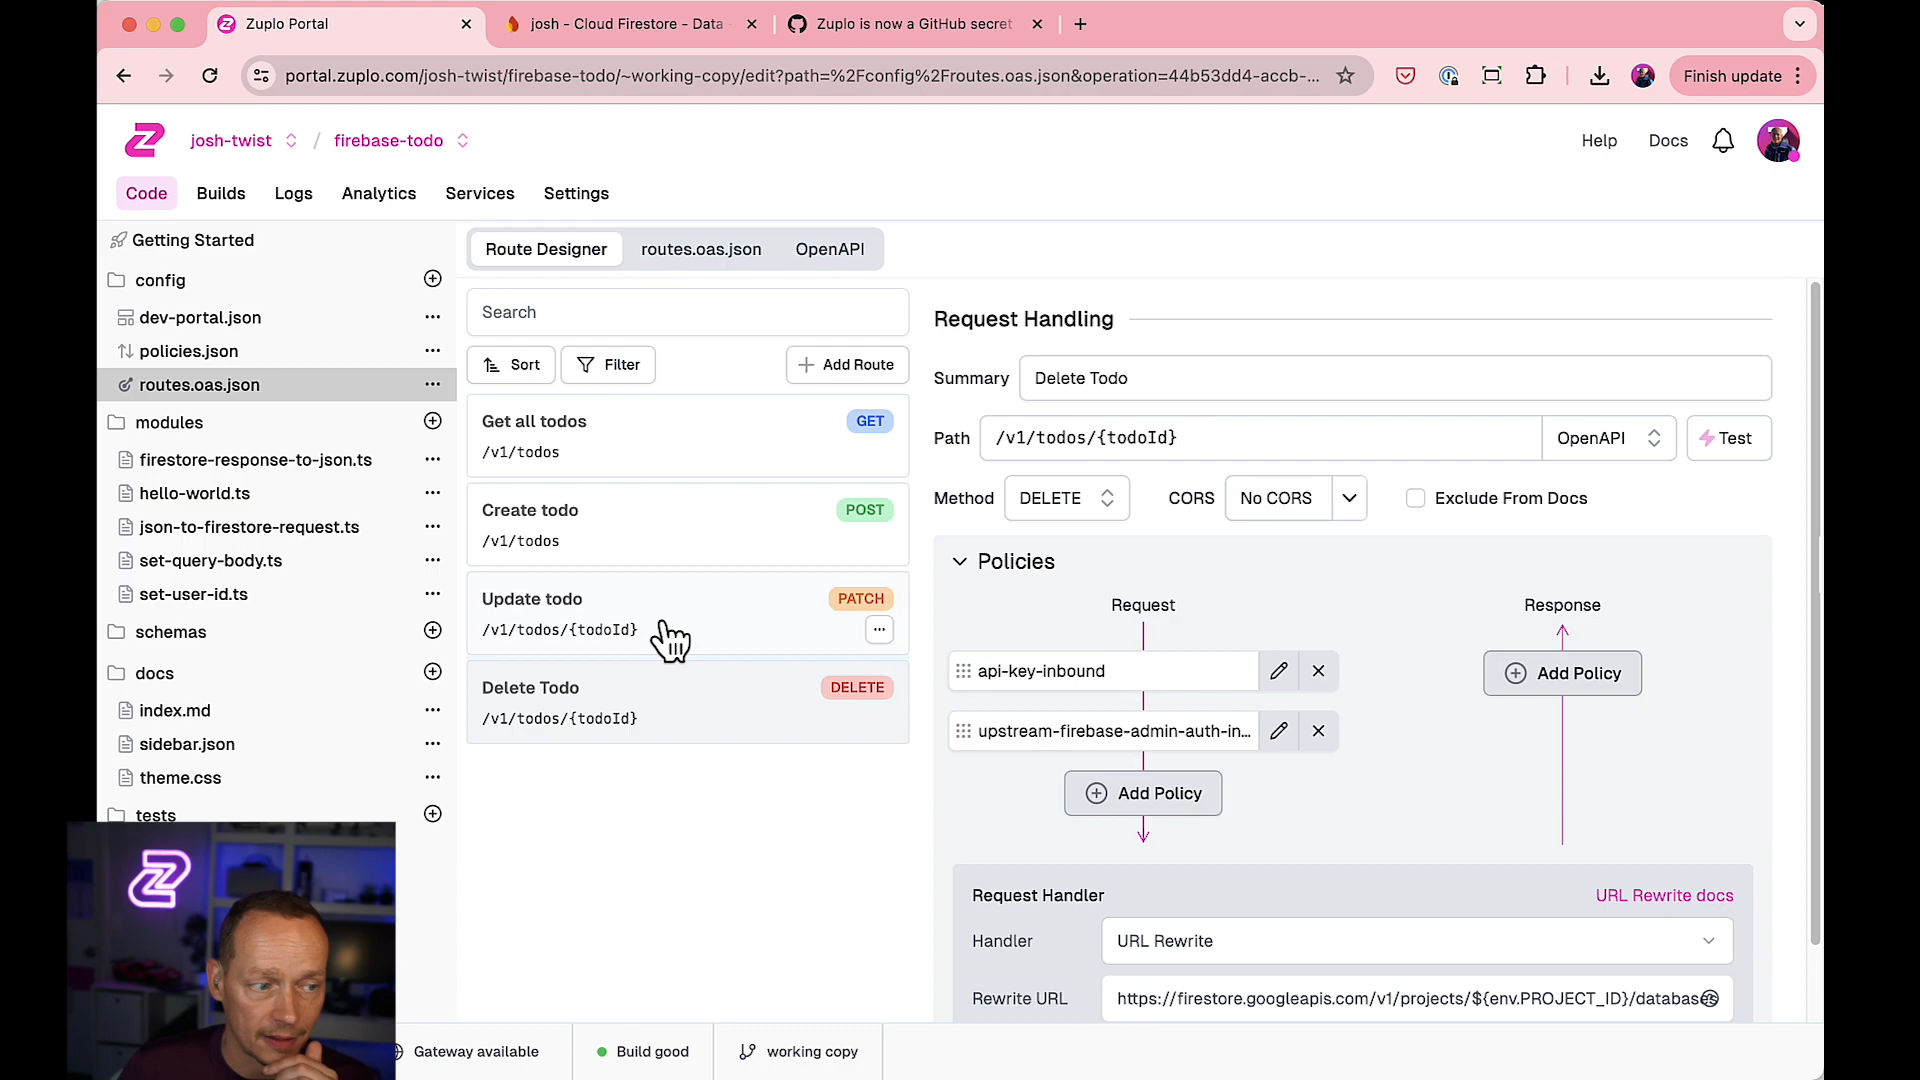 Zuplo Portal
josh - Cloud Firestore - Data
Zuplo is now a GitHub secret
portal.zuplo.com/josh-twist/firebase-todo/~working-copy/edit?path=%2Fconfig%2Froutes.oas.json&operation=44b53dd4-accb-...
Finish update
josh-twist / firebase-todo
Help
Docs
Code
Builds
Logs
Analytics
Services
Settings
Getting Started
config
dev-portal.json
policies.json
routes.oas.json
modules
firestore-response-to-json.ts
hello-world.ts
json-to-firestore-request.ts
set-query-body.ts
set-user-id.ts
schemas
docs
index.md
sidebar.json
theme.css
tests
Route Designer
routes.oas.json
OpenAPI
Search
Sort
Filter
Add Route
Get all todos
GET
/v1/todos
Create todo
POST
/v1/todos
Update todo
PATCH
/v1/todos/{todoId}
Delete Todo
DELETE
/v1/todos/{todoId}
Request Handling
Summary
Delete Todo
Path
/v1/todos/{todoId}
OpenAPI
Test
Method
DELETE
CORS
No CORS
Exclude From Docs
Policies
Request
Response
api-key-inbound
Add Policy
upstream-firebase-admin-auth-in...
Add Policy
Request Handler
URL Rewrite docs
Handler
URL Rewrite
Rewrite URL
https://firestore.googleapis.com/v1/projects/${env.PROJECT_ID}/databases
Gateway available
Build good
working copy